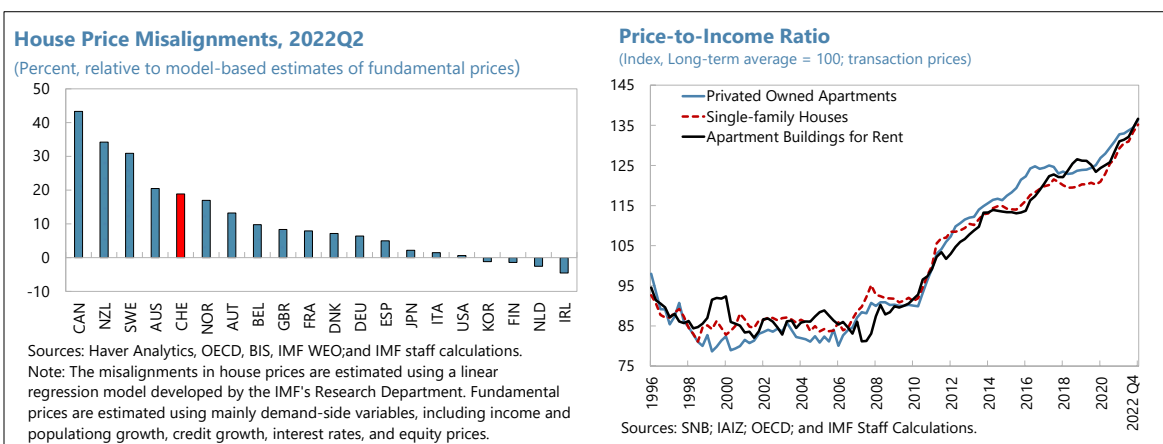 House Price Misalignments, 2022Q2
(Percent, relative to model-based estimates of fundamental prices)
50
40
30
20
10
0
-10
CAN NZL SWE AUS CHE NOR AUT BEL GBR FRA DNK DEU ESP JPN ITA USA KOR FIN NLD IRL
Sources: Haver Analytics, OECD, BIS, IMF WEO;and IMF staff calculations.
Note: The misalignments in house prices are estimated using a linear
regression model developed by the IMF's Research Department. Fundamental
prices are estimated using mainly demand-side variables, including income and
populationg growth, credit growth, interest rates, and equity prices.
Price-to-Income Ratio
(Index, Long-term average = 100; transaction prices)
145
135
125
115
105
95
85
75
Privated Owned Apartments
Single-family Houses
Apartment Buildings for Rent
1996 1998 2000 2002 2004 2006 2008 2010 2012 2014 2016 2018 2020 2022 Q4
Sources: SNB; IAIZ; OECD; and IMF Staff Calculations.